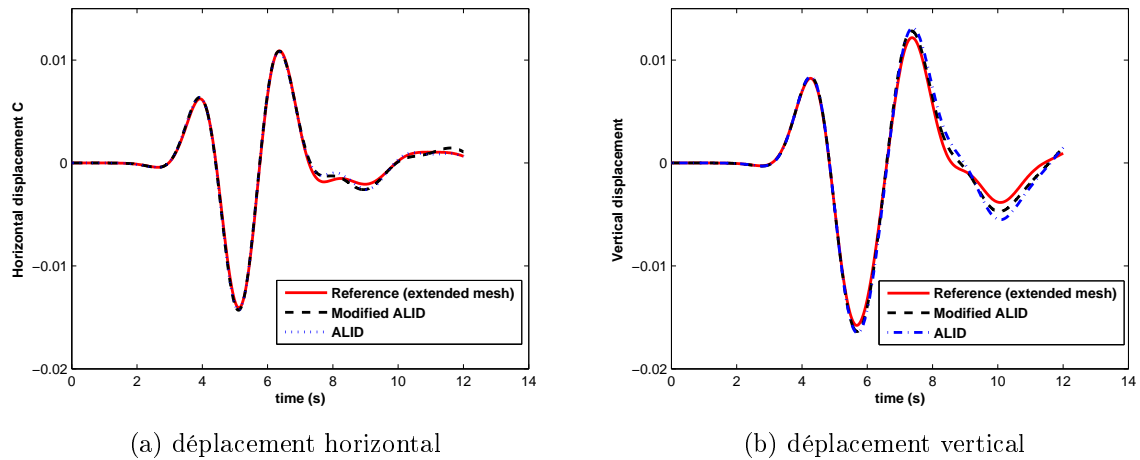 Horizontal displacement C
0.01
0
−0.01
−0.02
0 2 4 6 8 10 12 14
time (s)
Reference (extended mesh)
Modified ALID
ALID
(a) déplacement horizontal
Vertical displacement
0.01
0
−0.01
−0.02
0 2 4 6 8 10 12 14
time (s)
Reference (extended mesh)
Modified ALID
ALID
(b) déplacement vertical